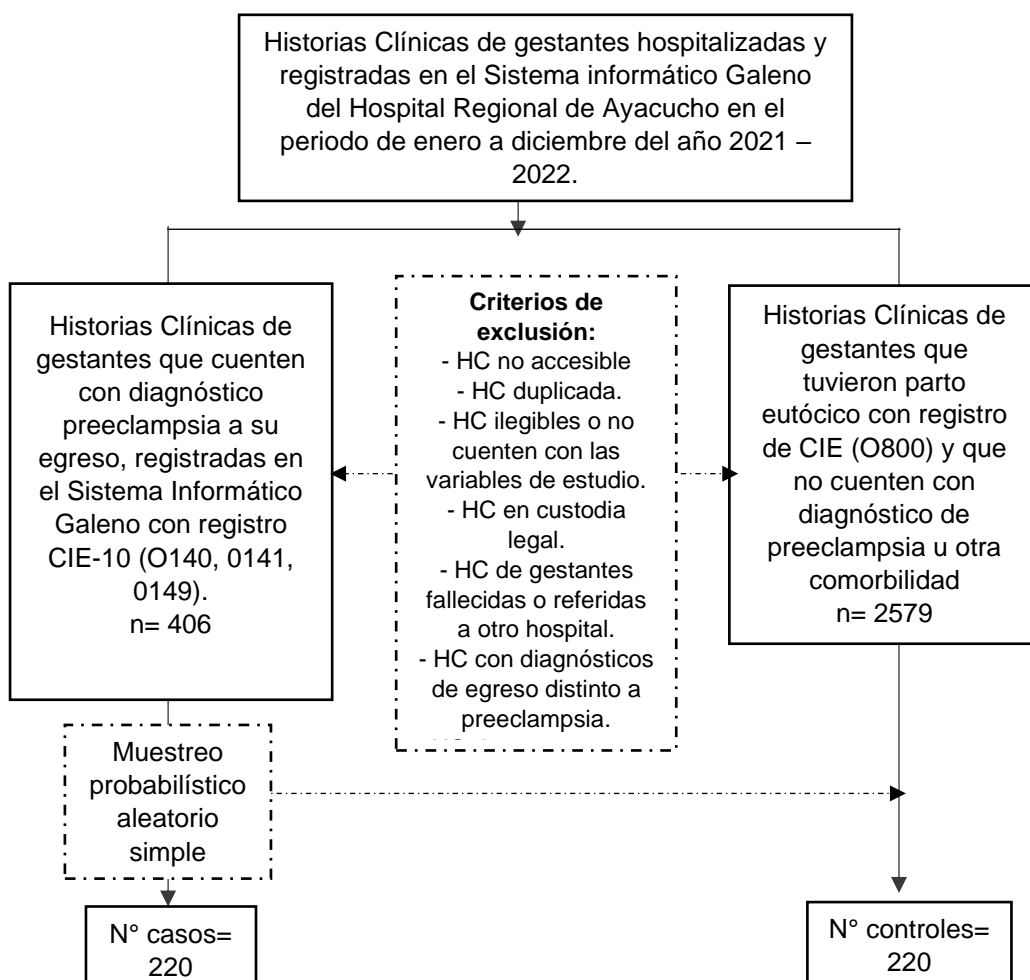 Historias Clínicas de gestantes hospitalizadas y
registradas en el Sistema informático Galeno
del Hospital Regional de Ayacucho en el
periodo de enero a diciembre del año 2021 –
2022.
Historias Clínicas de
gestantes que cuenten
con diagnóstico
preeclampsia a su
egreso, registradas en
el Sistema Informático
Galeno con registro
CIE-10 (O140, 0141,
0149).
n= 406
Criterios de
exclusión:
- HC no accesible
- HC duplicada.
- HC ilegibles o no
cuenten con las
variables de estudio.
- HC en custodia
legal.
- HC de gestantes
fallecidas o referidas
a otro hospital.
- HC con diagnósticos
de egreso distinto a
preeclampsia.
Historias Clínicas de
gestantes que
tuvieron parto
eutócico con registro
de CIE (O800) y que
no cuenten con
diagnóstico de
preeclampsia u otra
comorbilidad
n= 2579
Muestreo
probabilístico
aleatorio
simple
N° casos=
220
N° controles=
220